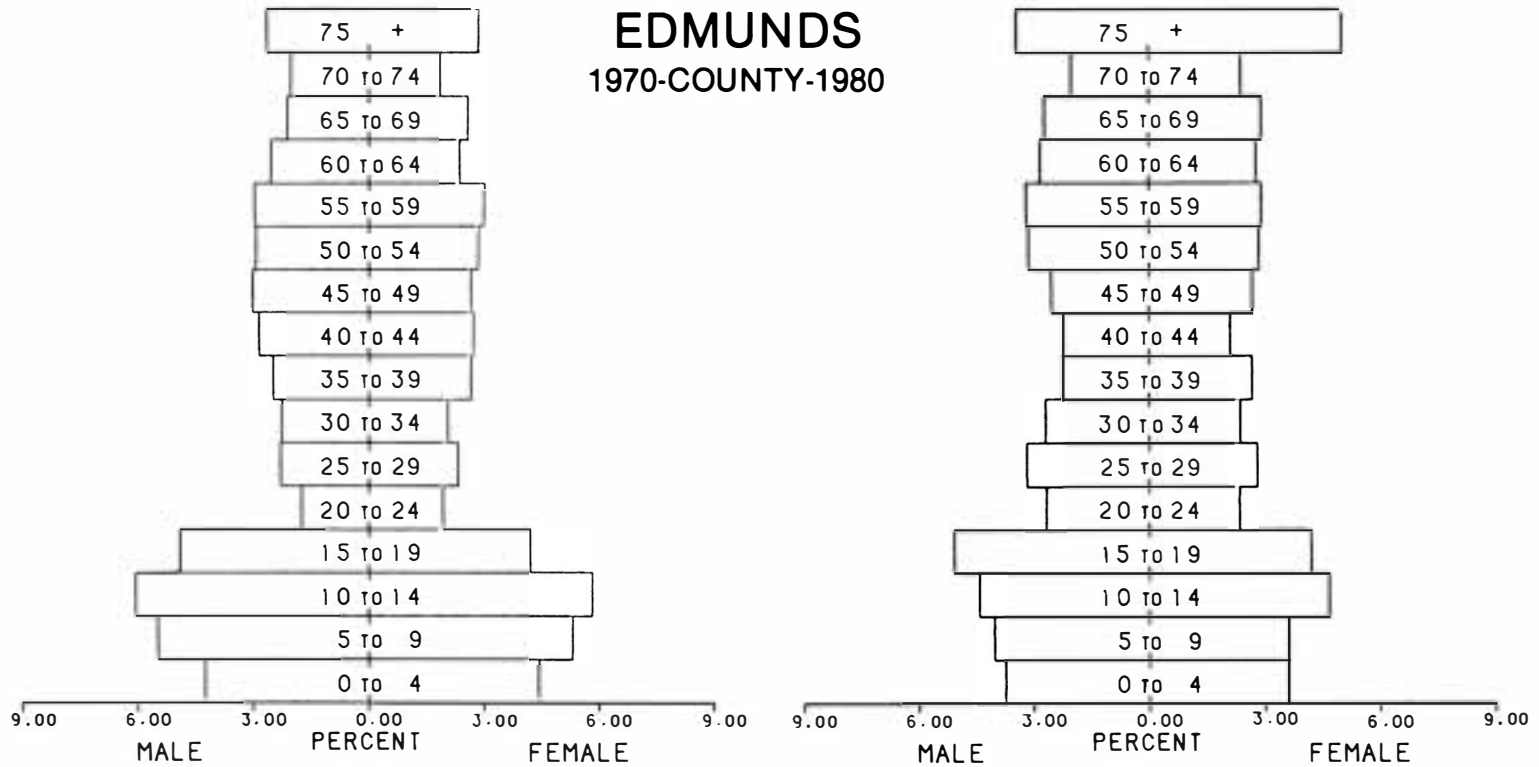 EDMUNDS
1970-COUNTY-1980
75 +
70 TO 74
65 TO 69
60 TO 64
55 TO 59
50 TO 54
45 TO 49
40 TO 44
35 TO 39
30 TO 34
25 TO 29
20 TO 24
15 TO 19
10 TO 14
5 TO 9
0 TO 4
9.00 6.00 3.00 0.00 3.00 6.00 9.00
MALE PERCENT FEMALE
75 +
70 TO 74
65 TO 69
60 TO 64
55 TO 59
50 TO 54
45 TO 49
40 TO 44
35 TO 39
30 TO 34
25 TO 29
20 TO 24
15 TO 19
10 TO 14
5 TO 9
0 TO 4
9.00 6.00 3.00 0.00 3.00 6.00 9.00
MALE PERCENT FEMALE